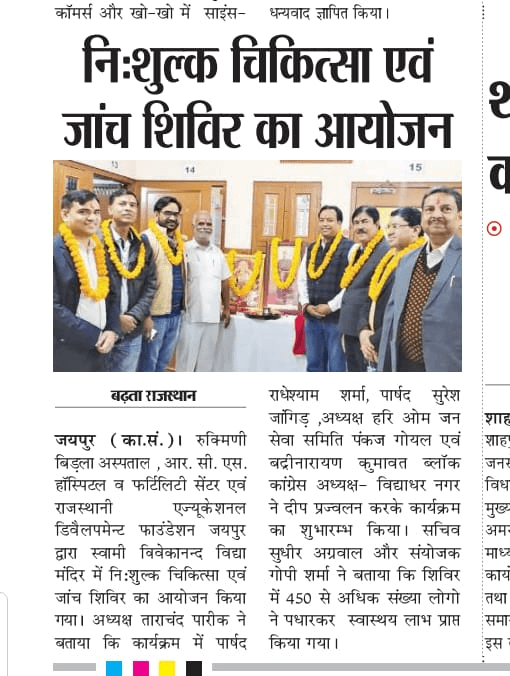 कॉमर्स और खो-खो में साइंस-
धन्यवाद ज्ञापित किया।
निःशुल्क चिकित्सा एवं
जांच शिविर का आयोजन
13
14
15
बढ़ता राजस्थान
जयपुर (का.सं.)। रुक्मिणी
बिड़ला अस्पताल , आर. सी. एस.
हॉस्पिटल व फर्टिलिटी सेंटर एवं
राजस्थानी एज्यूकेशनल
डिवैलपमेन्ट फाउंडेशन जयपुर
द्वारा स्वामी विवेकानन्द विद्या
मंदिर में नि:शुल्क चिकित्सा एवं
जांच शिविर का आयोजन किया
गया। अध्यक्ष ताराचंद पारीक ने
बताया कि कार्यक्रम में पार्षद
राधेश्याम शर्मा, पार्षद सुरेश
जांगिड़ ,अध्यक्ष हरि ओम जन
सेवा समिति पंकज गोयल एवं
बद्रीनारायण कुमावत ब्लॉक
कांग्रेस अध्यक्ष- विद्याधर नगर
ने दीप प्रज्वलन करके कार्यक्रम
का शुभारम्भ किया। सचिव
सुधीर अग्रवाल और संयोजक
गोपी शर्मा ने बताया कि शिविर
में 450 से अधिक संख्या लोगो
ने पधारकर स्वास्थय लाभ प्राप्त
किया गया।
शाह
जनस
विध
मुख्य
अमन
माध्य
कायो
तथा
समा
इस